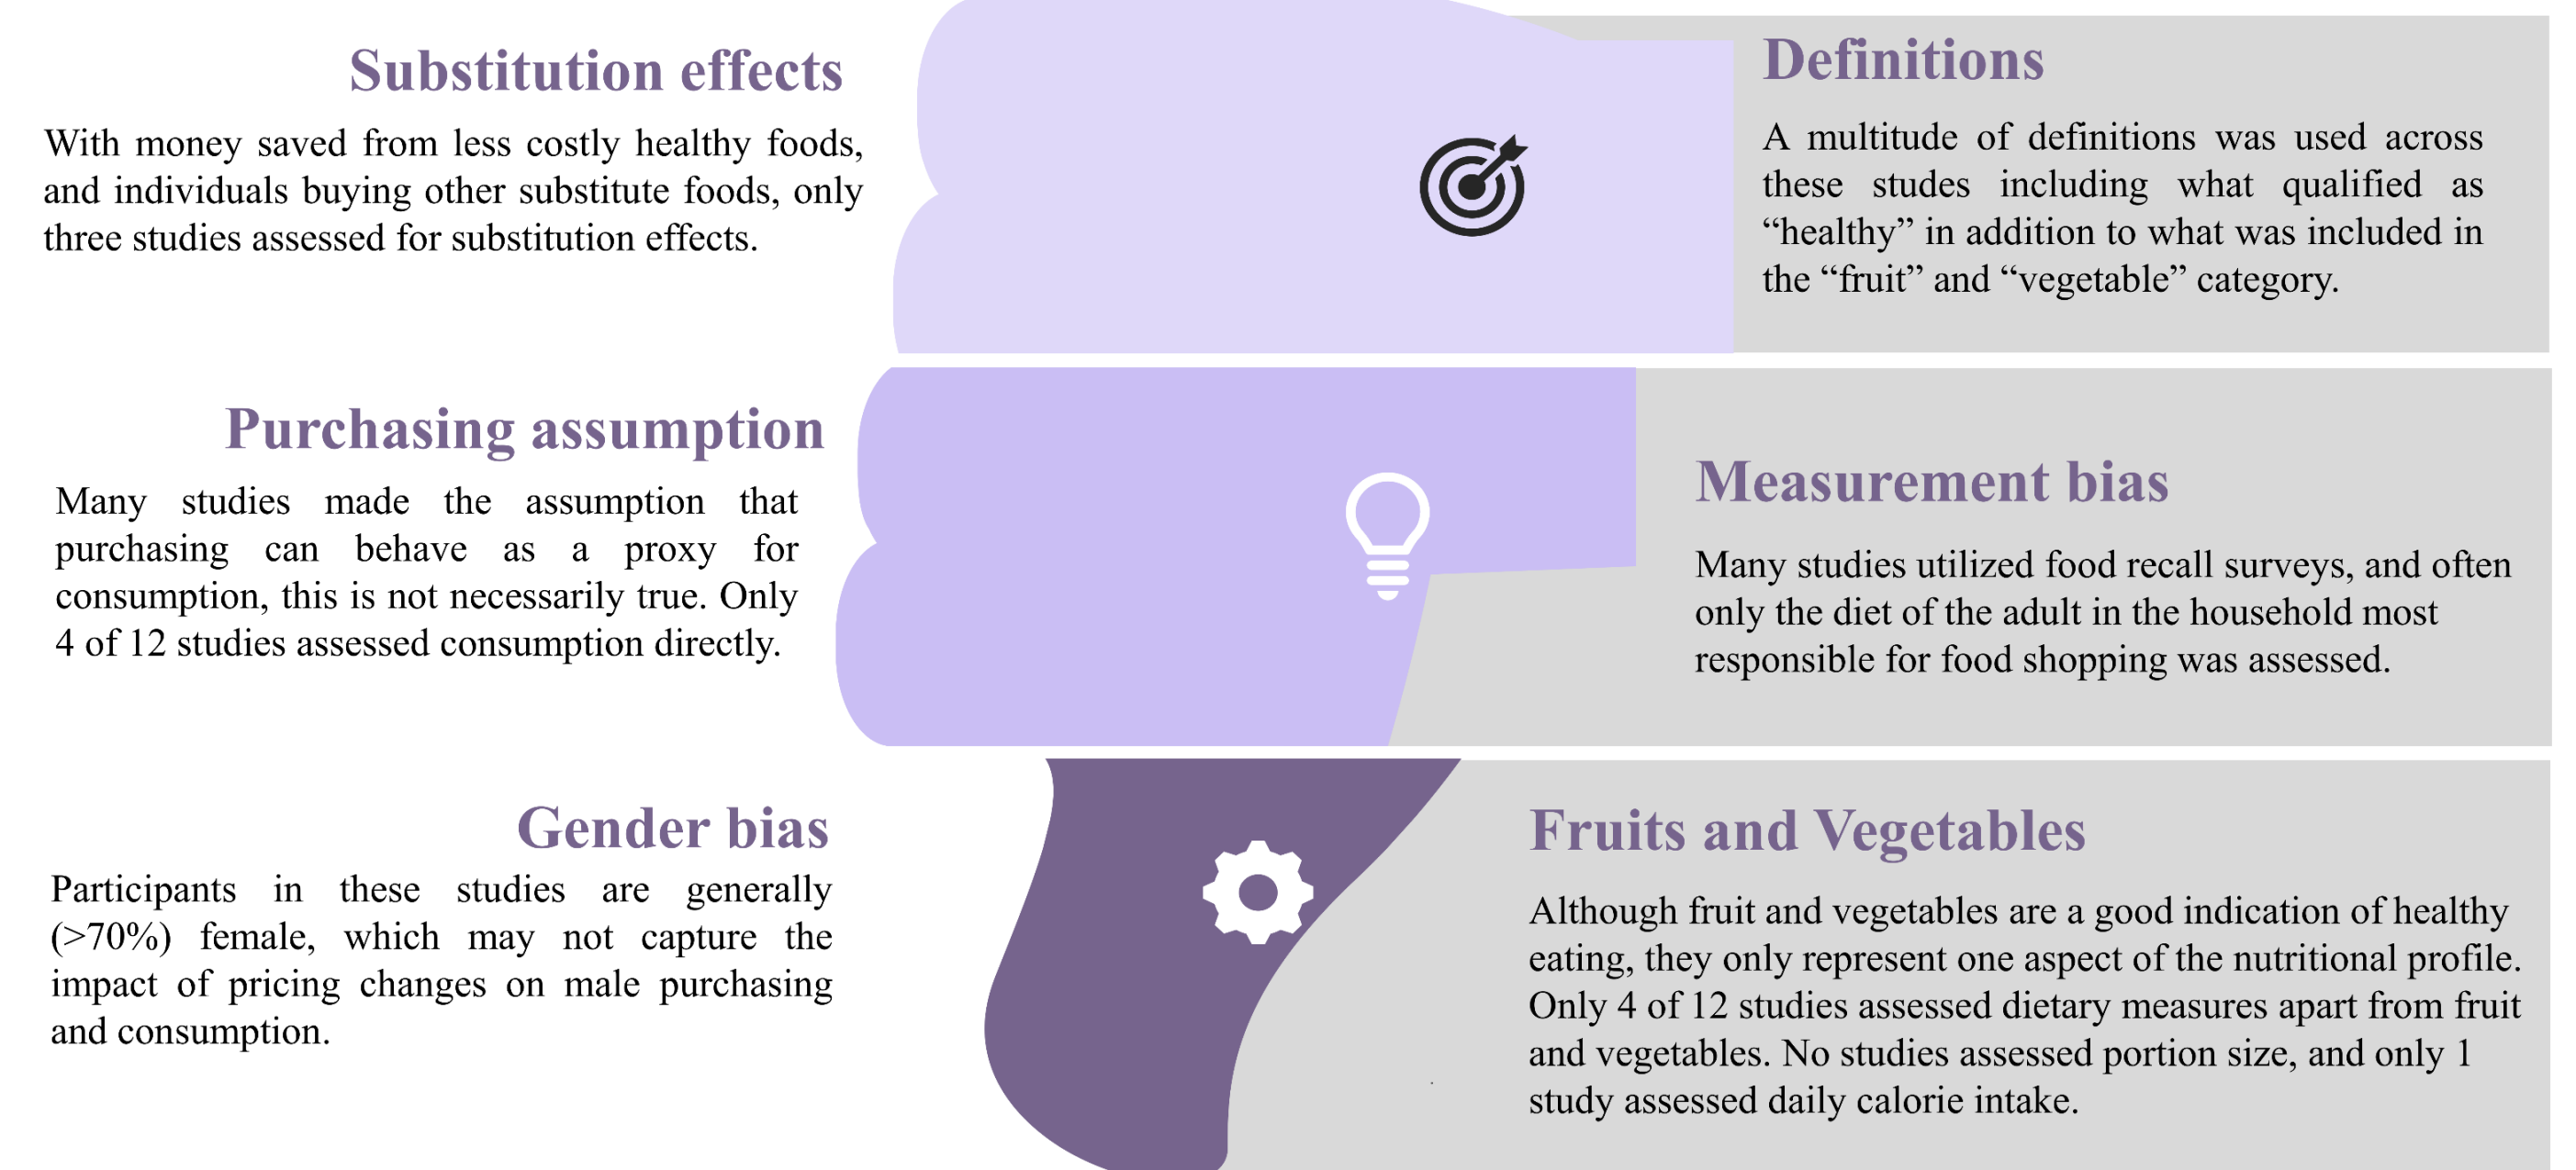 Substitution effects
With money saved from less costly healthy foods,
and individuals buying other substitute foods, only
three studies assessed for substitution effects.
Definitions
A multitude of definitions was used across
these studes including what qualified as
“healthy” in addition to what was included in
the “fruit” and “vegetable” category.
Purchasing assumption
Many studies made the assumption that
purchasing can behave as a proxy for
consumption, this is not necessarily true. Only
4 of 12 studies assessed consumption directly.
Measurement bias
Many studies utilized food recall surveys, and often
only the diet of the adult in the household most
responsible for food shopping was assessed.
Gender bias
Participants in these studies are generally
(>70%) female, which may not capture the
impact of pricing changes on male purchasing
and consumption.
Fruits and Vegetables
Although fruit and vegetables are a good indication of healthy
eating, they only represent one aspect of the nutritional profile.
Only 4 of 12 studies assessed dietary measures apart from fruit
and vegetables. No studies assessed portion size, and only 1
study assessed daily calorie intake.